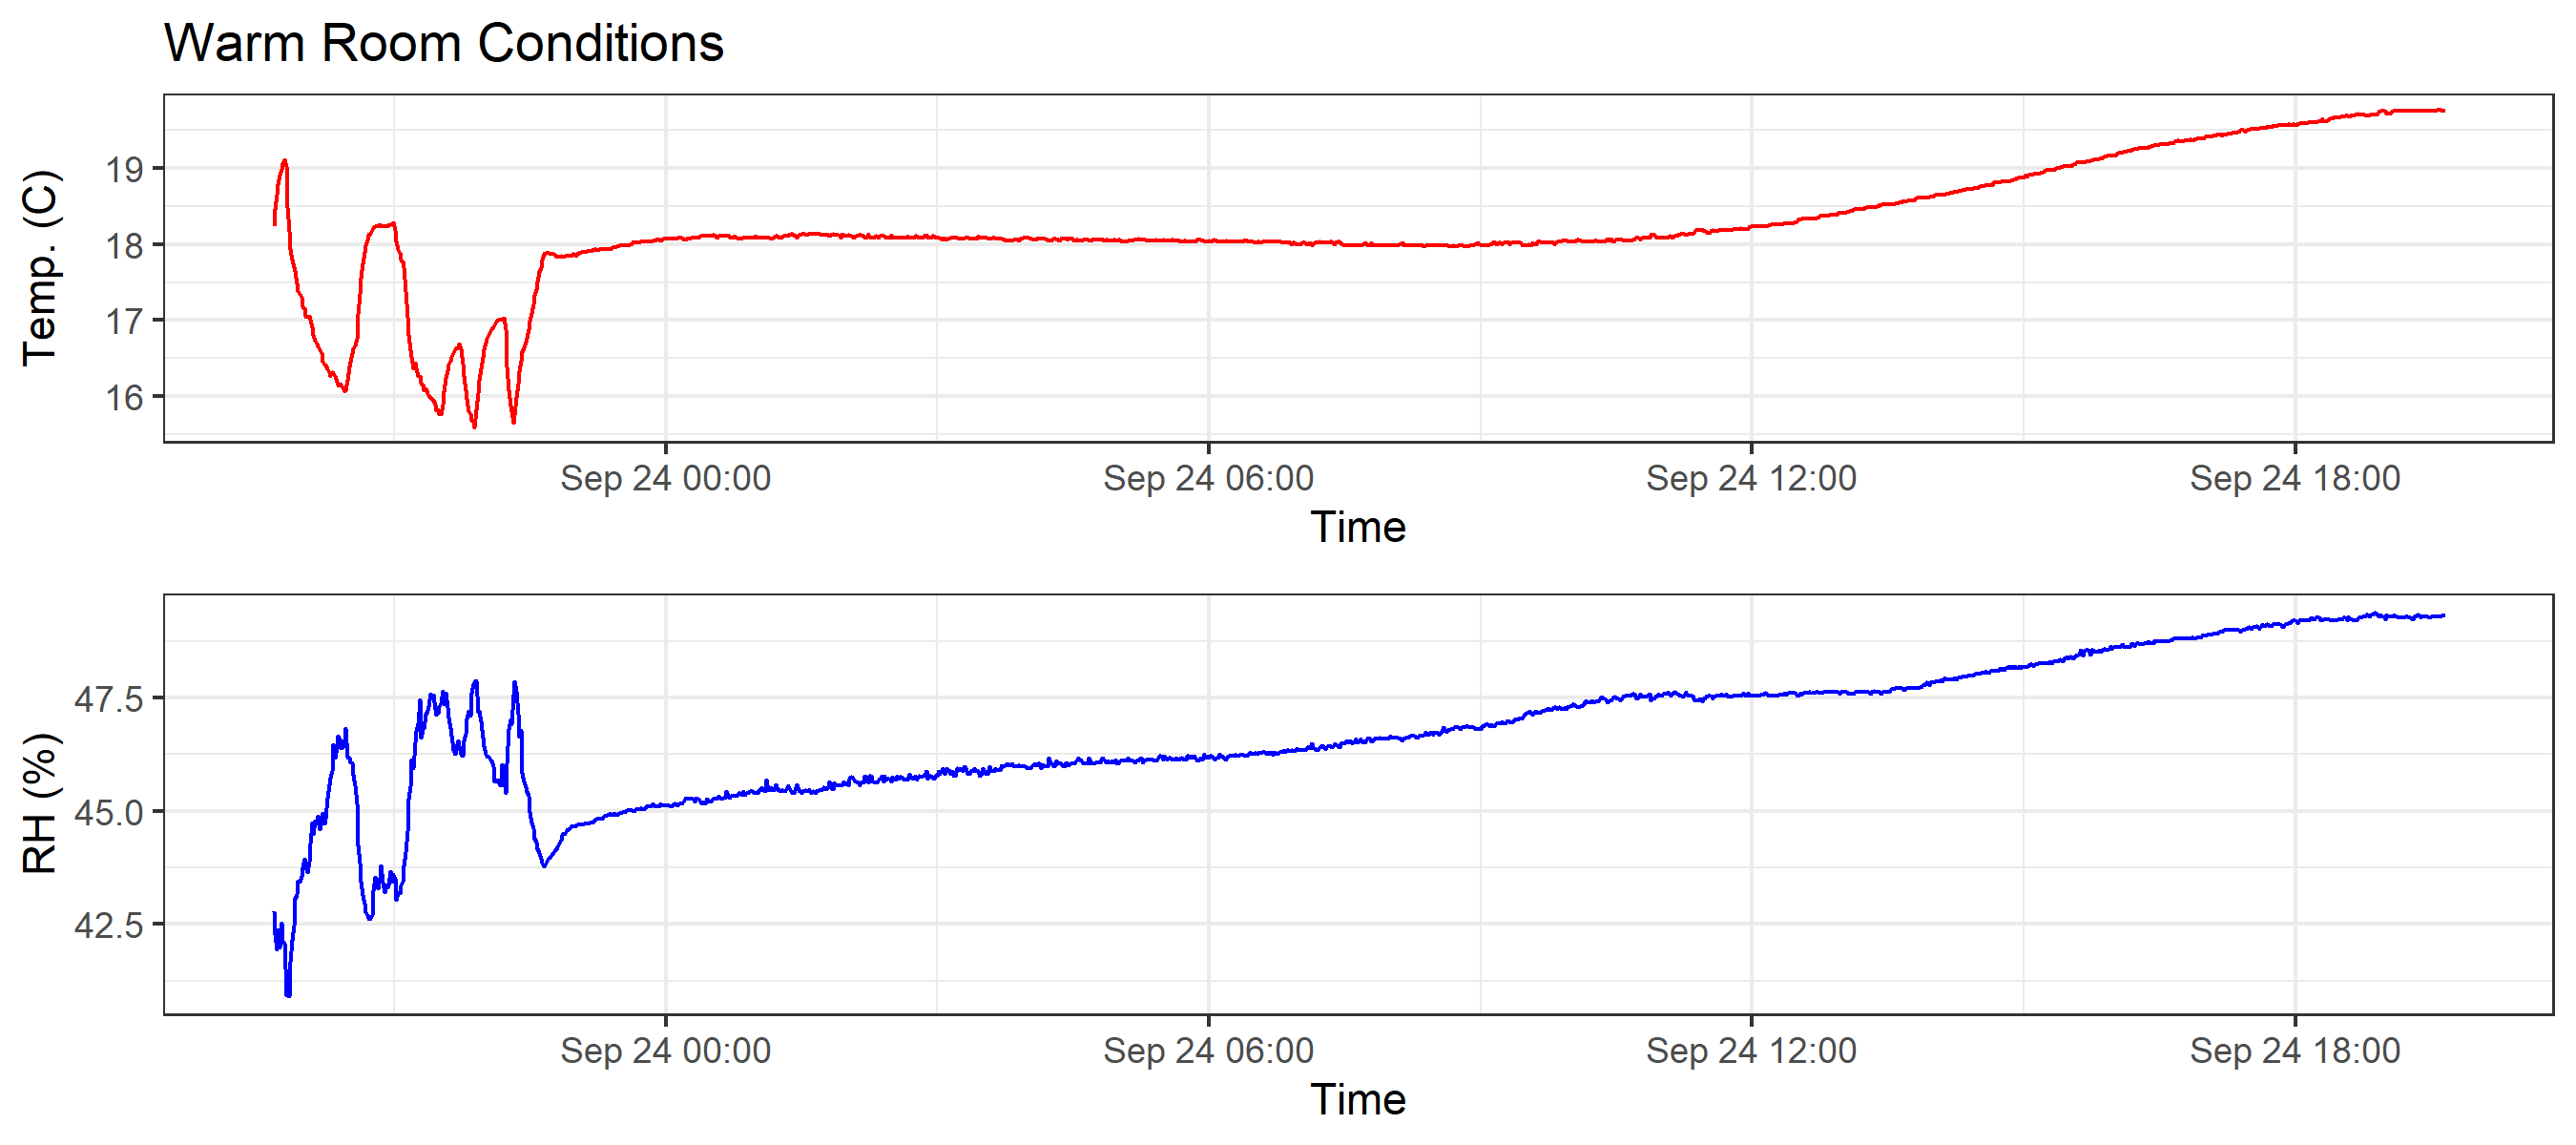 Warm Room Conditions
Temp. (C)
19
18
17
16
Sep 24 00:00 Sep 24 06:00 Sep 24 12:00 Sep 24 18:00
Time
RH (%)
47.5
45.0
42.5
Sep 24 00:00 Sep 24 06:00 Sep 24 12:00 Sep 24 18:00
Time